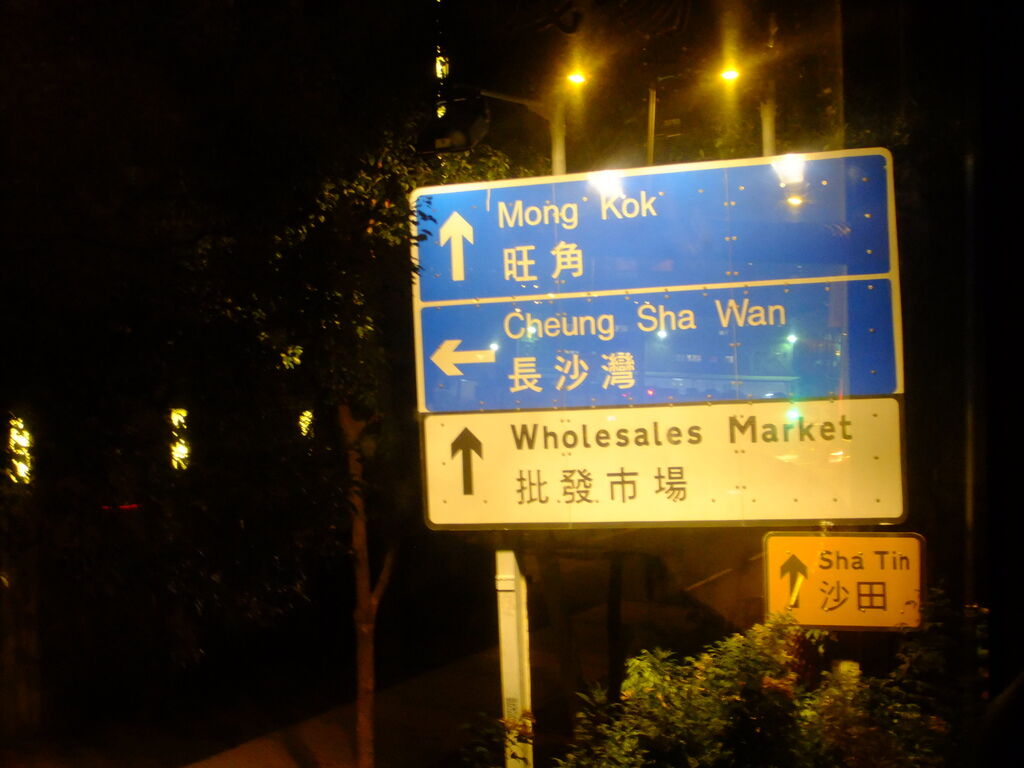 Mong Kok
旺角
Cheung Sha Wan
長沙灣
Wholesales Market
批發市場
Sha Tin
沙田